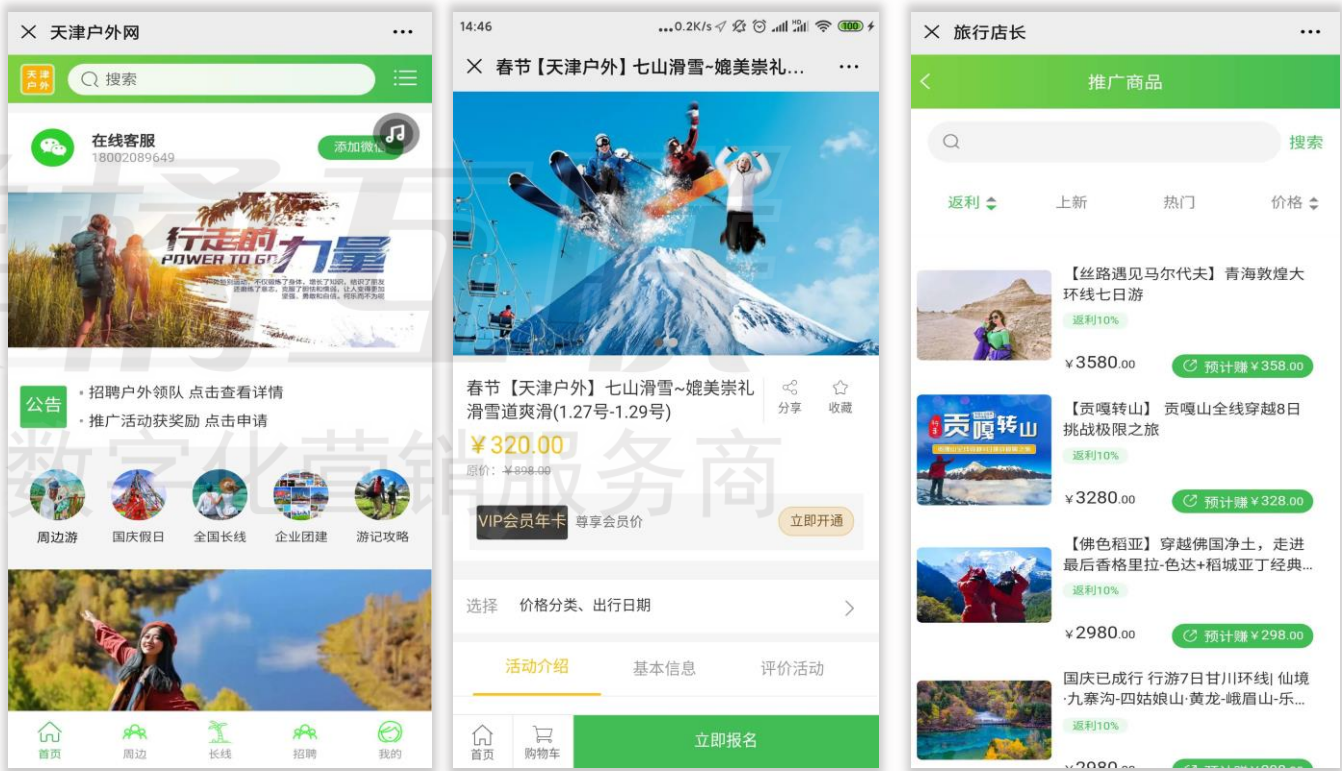 天津户外网
天津
户外
搜索
在线客服
18002089649
添加微信
行走的力量
POWER TO GO
公告
·招聘户外领队 点击查看详情
·推广活动获奖励 点击申请
周边游
国庆假日
全国长线
企业团建
游记攻略
首页
周边
长线
招聘
我的
14:46
...0.2K/s
HD
100
春节【天津户外】七山滑雪~媲美崇礼...
春节【天津户外】七山滑雪~媲美崇礼
滑雪道爽滑(1.27号-1.29号)
分享
收藏
¥320.00
原价: ¥898.00
VIP会员年卡 尊享会员价
立即开通
选择 价格分类、出行日期
活动介绍
基本信息
评价活动
首页
购物车
立即报名
旅行店长
推广商品
搜索
返利
上新
热门
价格
【丝路遇见马尔代夫】青海敦煌大
环线七日游
返利10%
¥3580.00
预计赚¥358.00
贡嘎转山
【贡嘎转山】 贡嘎山全线穿越8日
挑战极限之旅
返利10%
¥3280.00
预计赚¥328.00
【佛色稻亚】穿越佛国净土，走进
最后香格里拉-色达+稻城亚丁经典...
返利10%
¥2980.00
预计赚¥298.00
国庆已成行 行游7日甘川环线| 仙境
·九寨沟-四姑娘山·黄龙-峨眉山-乐...
返利10%
互联
数字化营销服务商